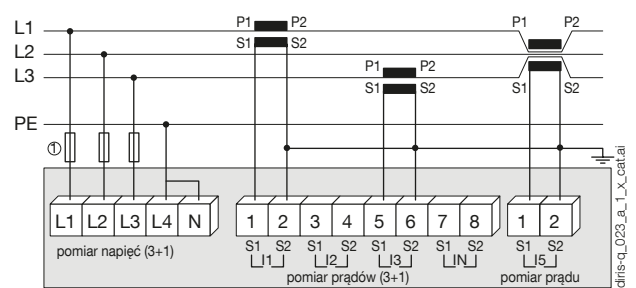 P1 P2 P1 P2
L1
S1 S2
L2
P1 P2
L3
S1 S2 S1 S2
PE
①
L1 L2 L3 L4 N 1 2 3 4 5 6 7 8 1 2
S1 S2 S1 S2 S1 S2 S1 S2 S1 S2
I1 I2 I3 IN I5
pomiar napięć (3+1)
pomiar prądów (3+1) pomiar prądu
diris-q_023_a_1_x_cat.ai